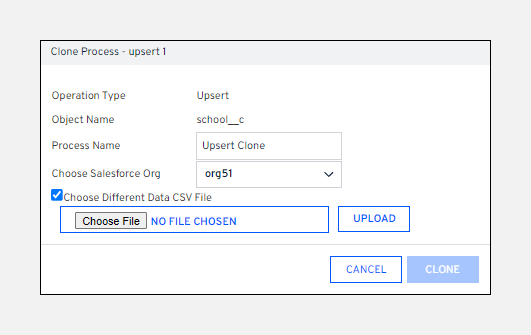 Clone Process - upsert 1
Operation Type Upsert
Object Name school__c
Process Name Upsert Clone
Choose Salesforce Org org51
Choose Different Data CSV File
Choose File NO FILE CHOSEN UPLOAD
CANCEL CLONE